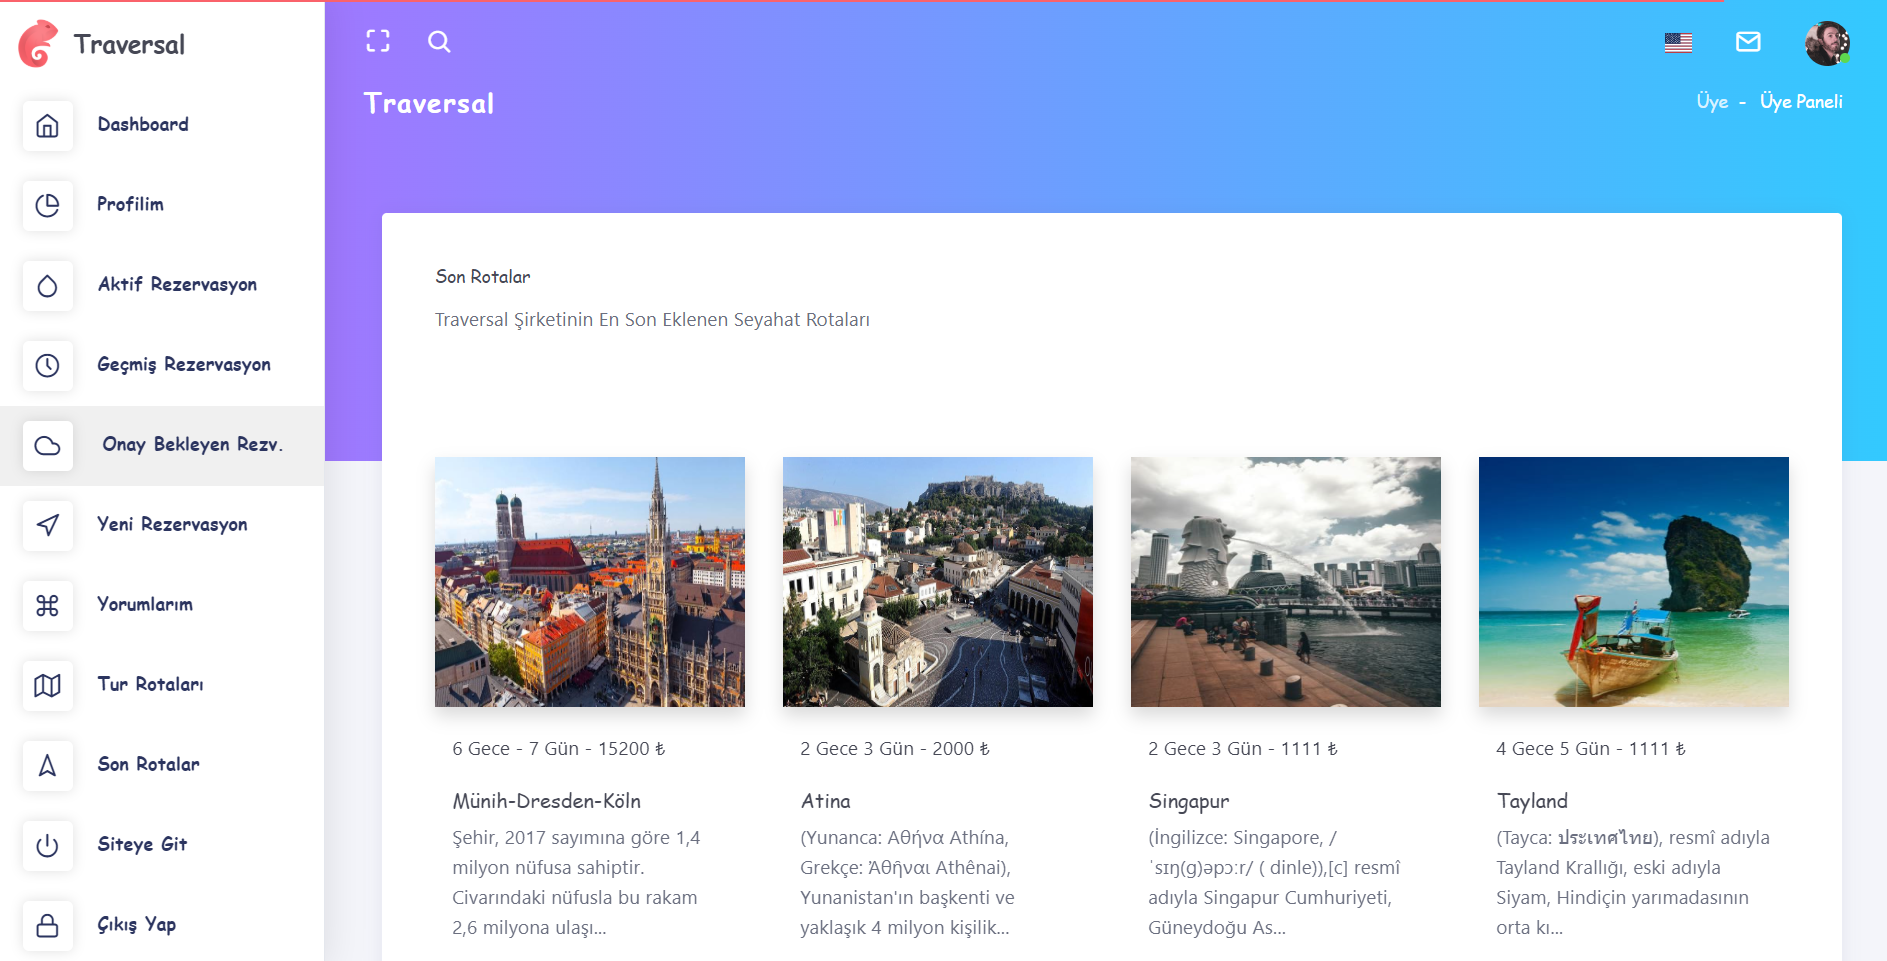 Traversal
Dashboard
Profilim
Aktif Rezervasyon
Geçmiş Rezervasyon
Onay Bekleyen Rezv.
Yeni Rezervasyon
Yorumlarım
Tur Rotaları
Son Rotalar
Siteye Git
Çıkış Yap
Traversal
Üye - Üye Paneli
Son Rotalar
Traversal Şirketinin En Son Eklenen Seyahat Rotaları
6 Gece - 7 Gün - 15200 ₺
Münih-Dresden-Köln
Şehir, 2017 sayımına göre 1,4
milyon nüfusa sahiptir.
Civarındaki nüfusla bu rakam
2,6 milyona ulaşı...
2 Gece 3 Gün - 2000 ₺
Atina
(Yunanca: Αθήνα Athína,
Grekçe: Ἀθῆναι Athênai),
Yunanistan'ın başkenti ve
yaklaşık 4 milyon kişilik...
2 Gece 3 Gün - 1111 ₺
Singapur
(İngilizce: Singapore, /
ˈsɪŋ(ɡ)əpɔːr/ ( dinle)),[c] resmî
adıyla Singapur Cumhuriyeti,
Güneydoğu As...
4 Gece 5 Gün - 1111 ₺
Tayland
(Tayca: ประเทศไทย), resmî adıyla
Tayland Krallığı, eski adıyla
Siyam, Hindiçin yarımadasının
orta kı...